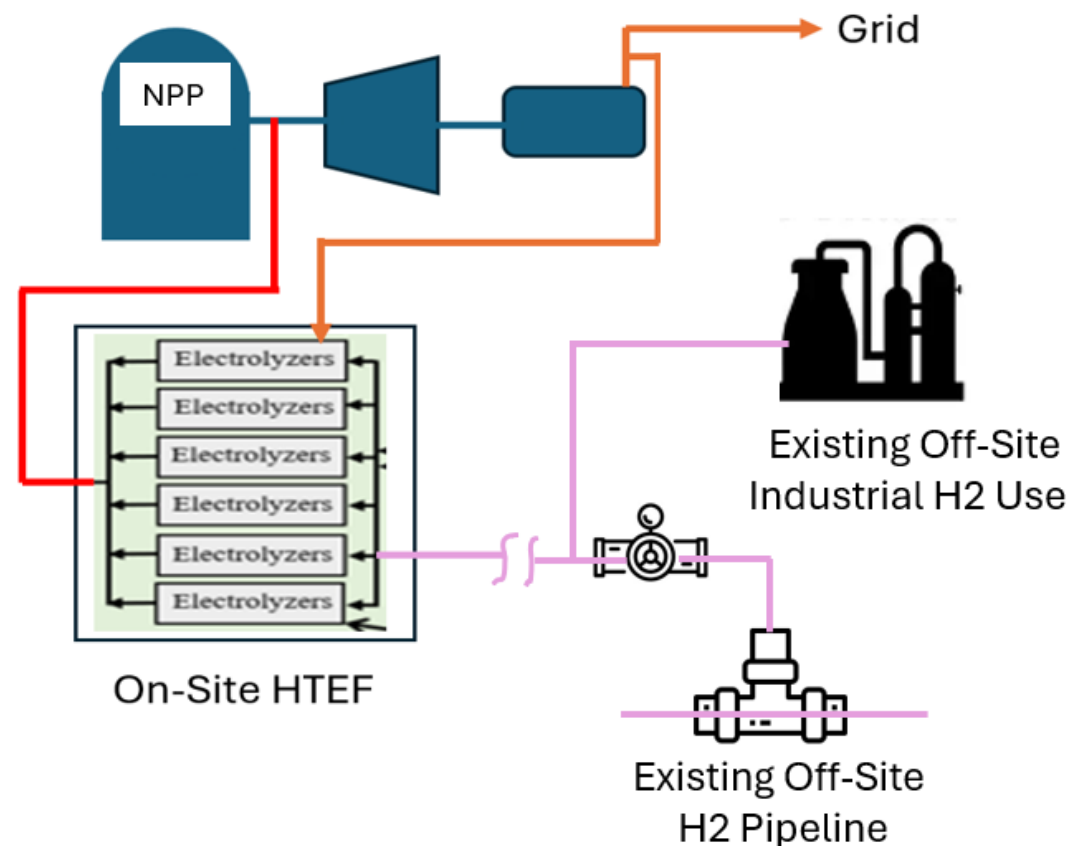 Grid
NPP
Electrolyzers
Electrolyzers
Electrolyzers
Electrolyzers
Electrolyzers
Electrolyzers
On-Site HTEF
Existing Off-Site
Industrial H2 Use
Existing Off-Site
H2 Pipeline